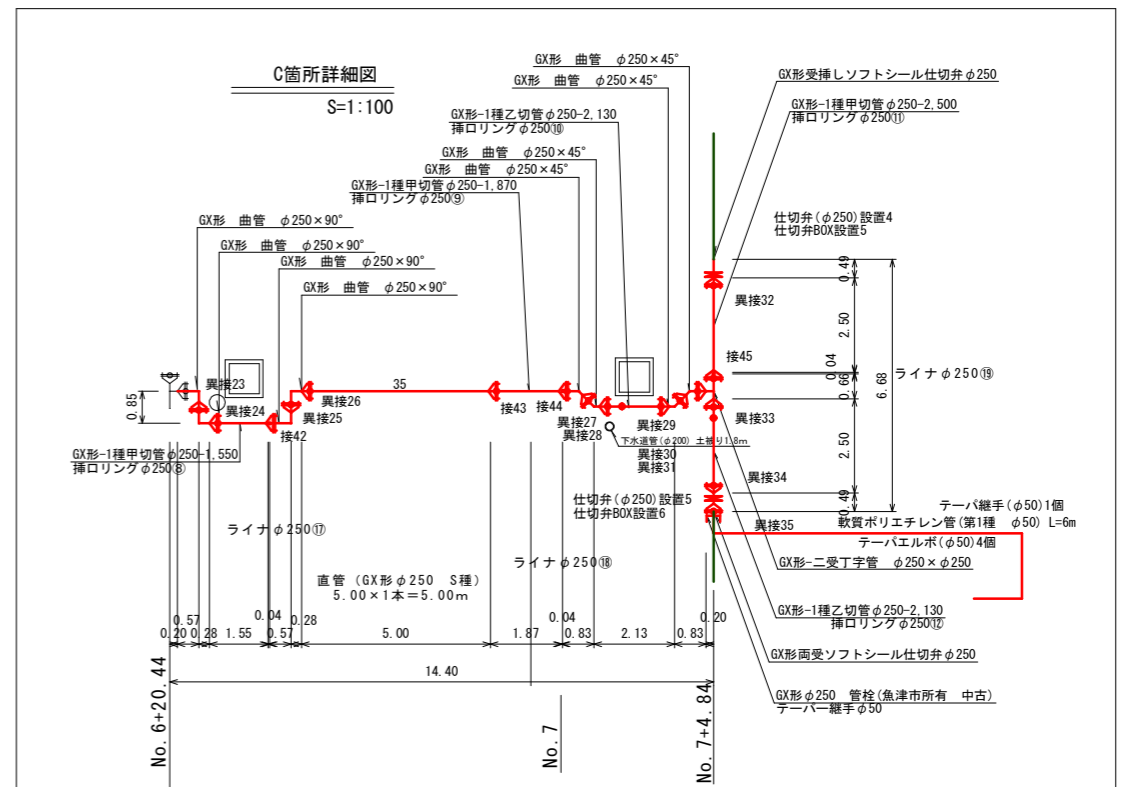 C箇所詳細図
S=1:100
GX形 曲管 φ250×45°
GX形 曲管 φ250×45°
GX形-1種乙切管φ250-2,130
挿口リングφ250⑩
GX形 曲管 φ250×45°
GX形 曲管 φ250×45°
GX形-1種甲切管φ250-1,870
挿口リングφ250⑨
GX形 曲管 φ250×90°
GX形 曲管 φ250×90°
GX形 曲管 φ250×90°
GX形 曲管 φ250×90°
GX形受挿しソフトシール仕切弁φ250
GX形-1種甲切管φ250-2,500
挿口リングφ250⑪
仕切弁(φ250)設置4
仕切弁BOX設置5
異接32
接45
異接33
異接34
異接35
0.49
2.50
0.04
0.66
2.50
0.49
6.68
ライナφ250⑲
0.85
異接23
異接24
異接25
異接26
接42
35
接43
接44
異接27
異接28
異接29
下水道管(φ200) 土被り1.8m
異接30
異接31
GX形-1種甲切管φ250-1,550
挿口リングφ250⑧
仕切弁(φ250)設置5
仕切弁BOX設置6
テーパ継手(φ50)1個
軟質ポリエチレン管(第1種 φ50) L=6m
テーパエルボ(φ50)4個
GX形-二受丁字管 φ250×φ250
GX形-1種乙切管φ250-2,130
挿口リングφ250⑫
GX形両受ソフトシール仕切弁φ250
GX形φ250 管栓(魚津市所有 中古)
テーパー継手φ50
ライナφ250⑰
ライナφ250⑱
直管(GX形φ250 S種)
5.00×1本=5.00m
0.20
0.57
0.28
1.55
0.04
0.57
0.28
5.00
1.87
0.04
0.83
2.13
0.83
0.20
14.40
No.6+20.44
No.7
No.7+4.84